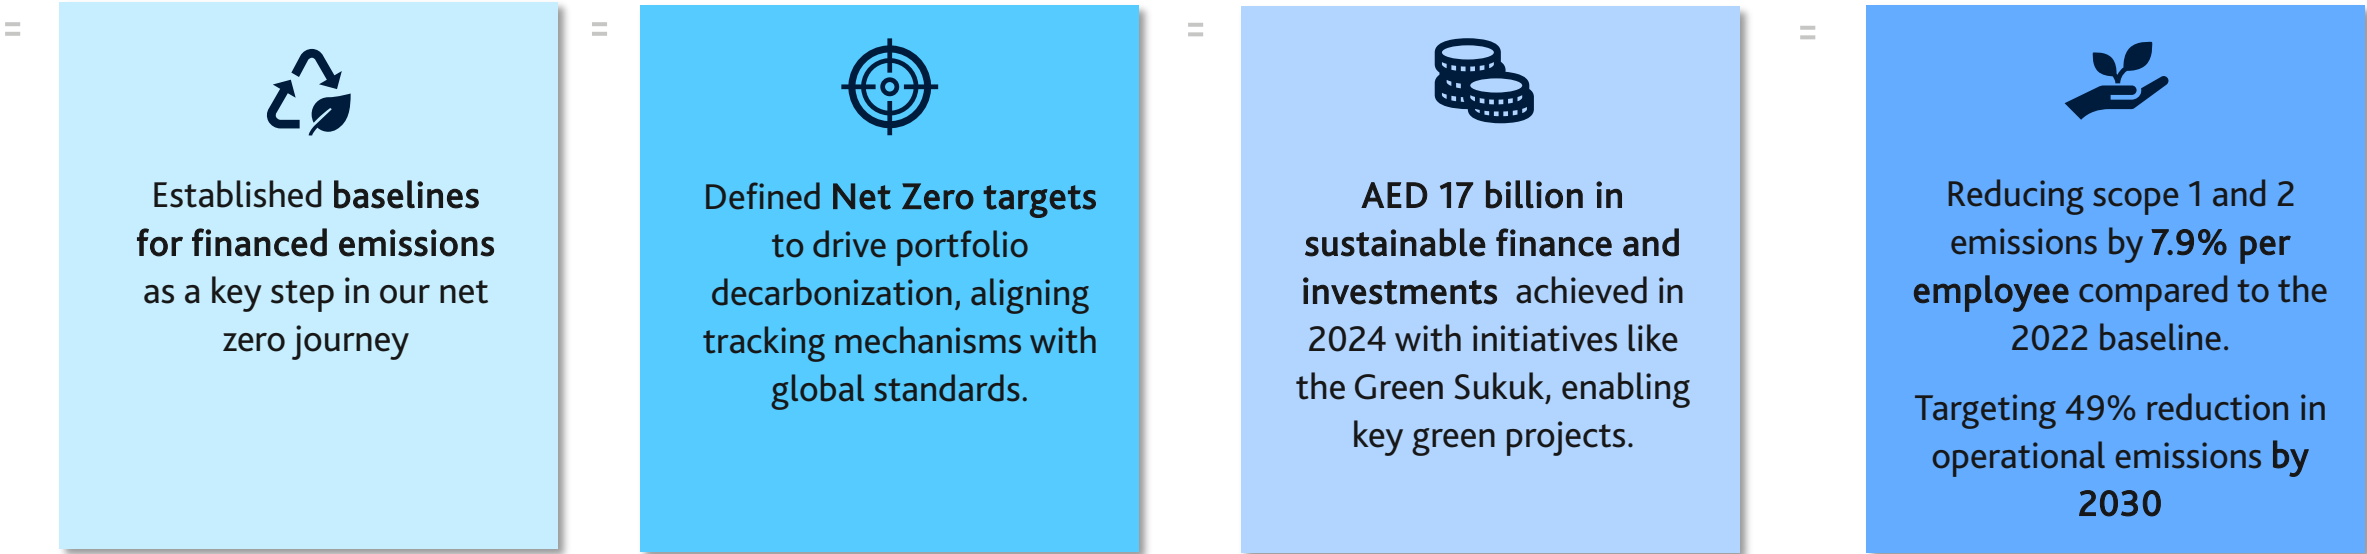 Established baselines
for financed emissions
as a key step in our net
zero journey
Defined Net Zero targets
to drive portfolio
decarbonization, aligning
tracking mechanisms with
global standards.
AED 17 billion in
sustainable finance and
investments achieved in
2024 with initiatives like
the Green Sukuk, enabling
key green projects.
Reducing scope 1 and 2
emissions by 7.9% per
employee compared to the
2022 baseline.
Targeting 49% reduction in
operational emissions by
2030